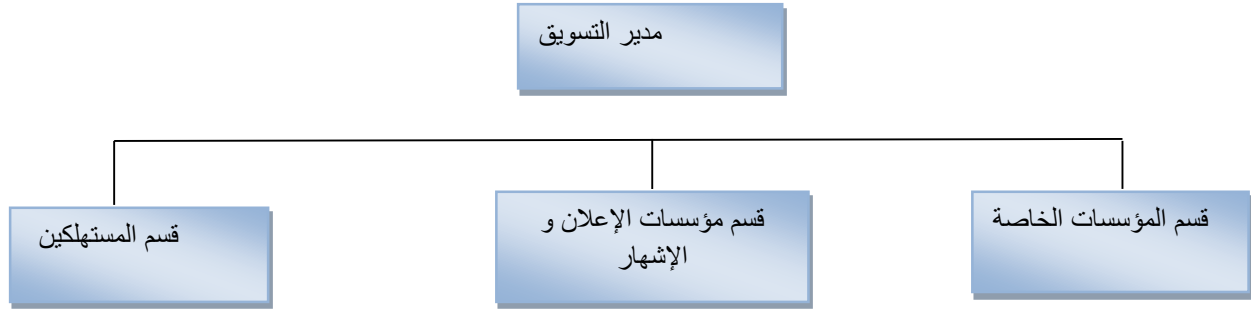 مدير التسويق
قسم المؤسسات الخاصة
قسم مؤسسات الإعلان و
الإشهار
قسم المستهلكين